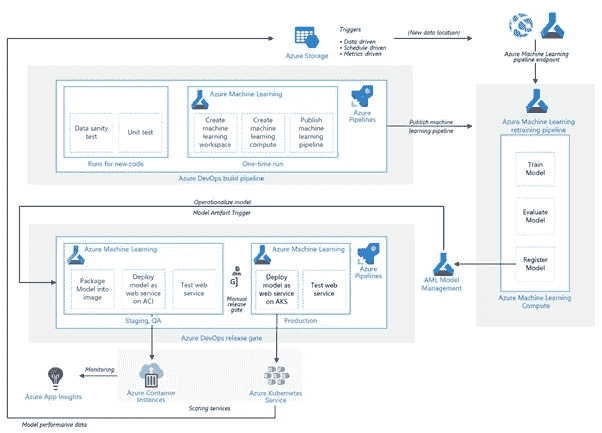 Triggers
• Data driven
• Schedule driven
• Metrics driven
(New data location)
Azure Storage
Azure Machine Learning
pipeline endpoint
Azure Machine Learning
Data sanity
test
Unit test
Create
machine
learning
workspace
Create
machine
learning
compute
Publish
machine
learning
pipeline
Azure
Pipelines
Runs for new code
One-time run
Azure DevOps build pipeline
Publish machine
learning pipeline
Azure Machine Learning
retraining pipeline
Train
Model
Evaluate
Model
Register
Model
Azure Machine Learning
Compute
Operationalize model
Model Artifact Trigger
AML Model
Management
Azure Machine Learning
Package
Model into
image
Deploy
model as
web service
on ACI
Test web
service
Staging, QA
Manual
release
gate
Azure Machine Learning
Deploy
model as
web service
on AKS
Test web
service
Production
Azure
Pipelines
Azure DevOps release gate
Monitoring
Azure App Insights
Azure Container
Instances
Azure Kubernetes
Service
Scoring services
Model performance data